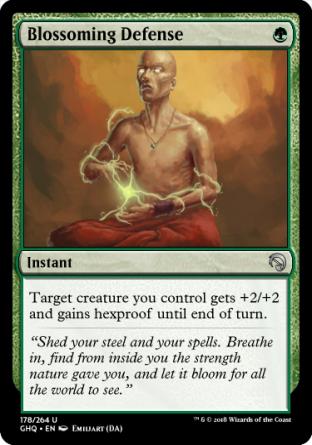 Blossoming Defense
Instant
Target creature you control gets +2/+2
and gains hexproof until end of turn.
“Shed your steel and your spells. Breathe
in, find from inside you the strength
nature gave you, and let it bloom for all
the world to see.”
178/264 U
GHQ • EN EMILIART (DA)
™ & © 2018 Wizards of the Coast